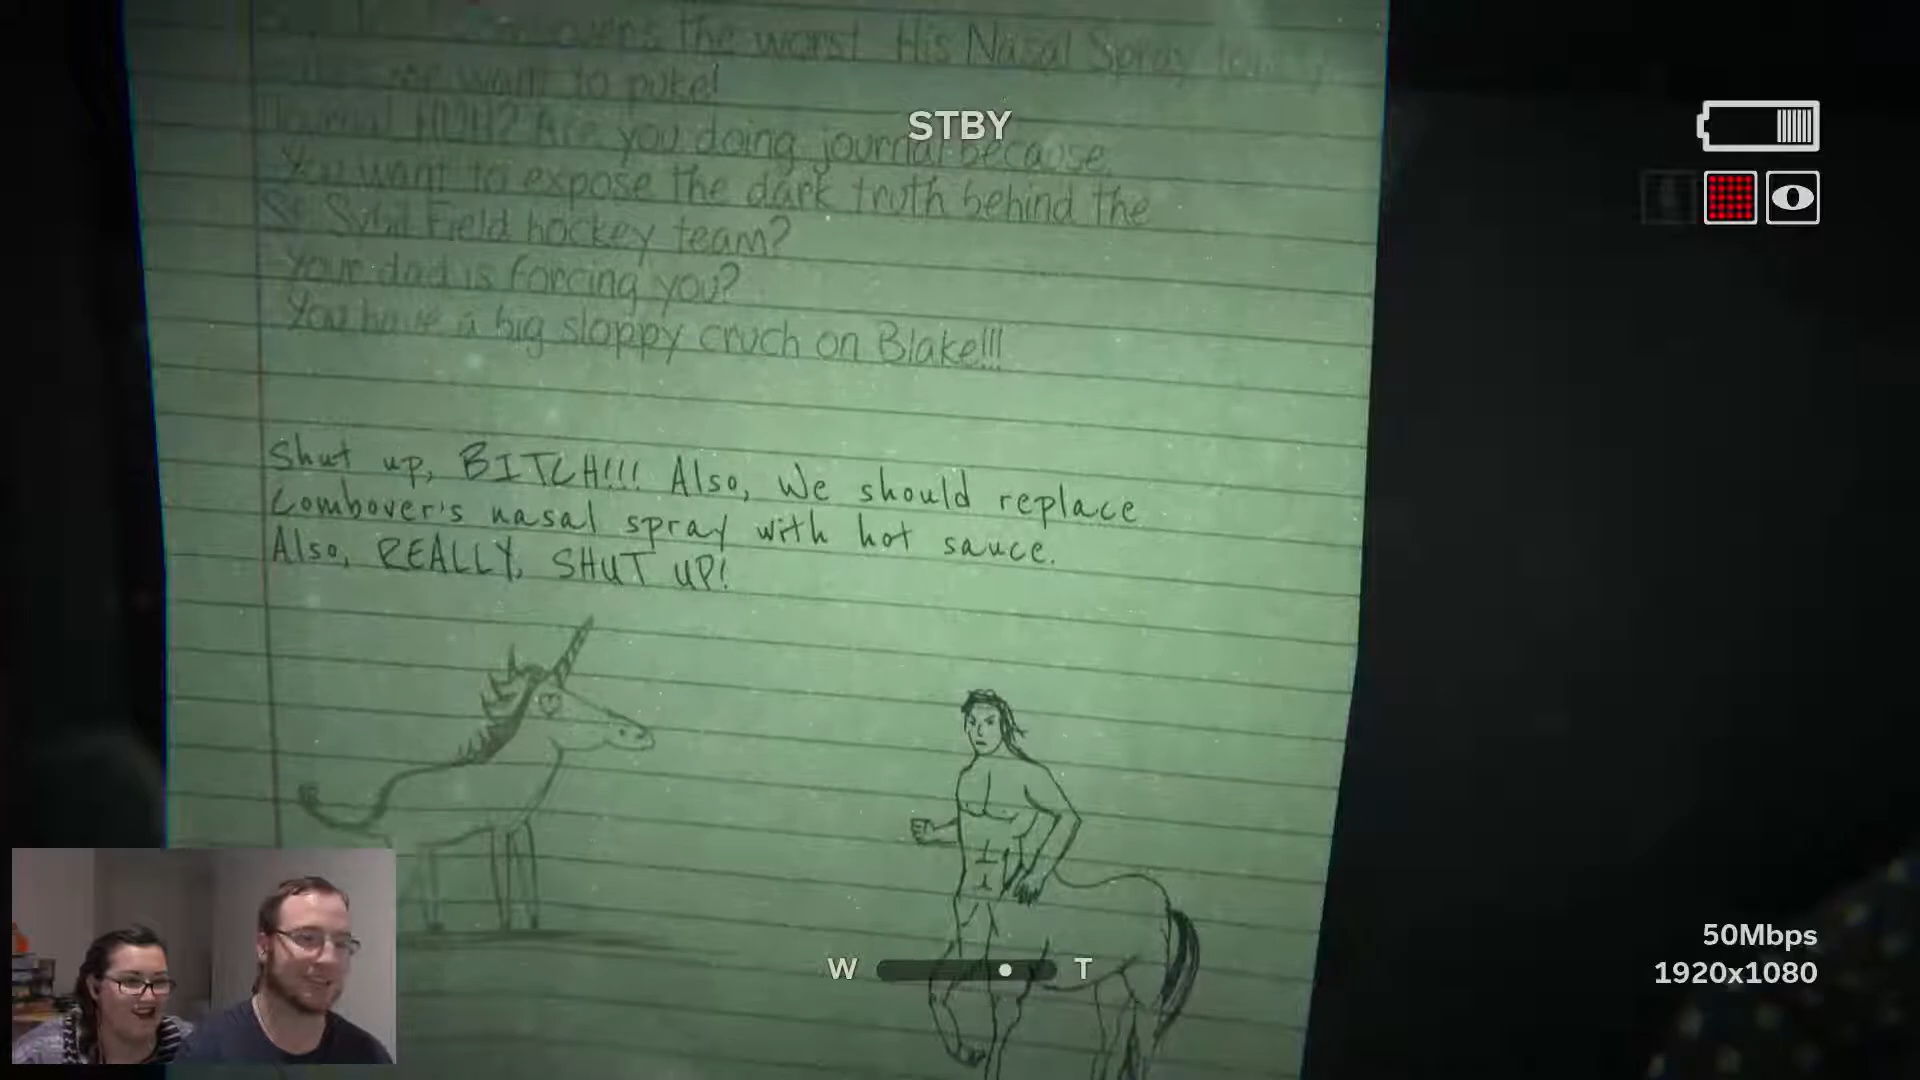 the worst. His Nasal Spray
want to puke!
Journal HUH? Are you doing journal because.
You want to expose the dark truth behind the
St Sybil Field hockey team?
Your dad is forcing you?
You have a big sloppy cruch on Blake!!!
Shut up, BITCH!!! Also, We should replace
Combover's nasal spray with hot sauce.
Also, REALLY, SHUT UP!
STBY
W T
50Mbps
1920x1080